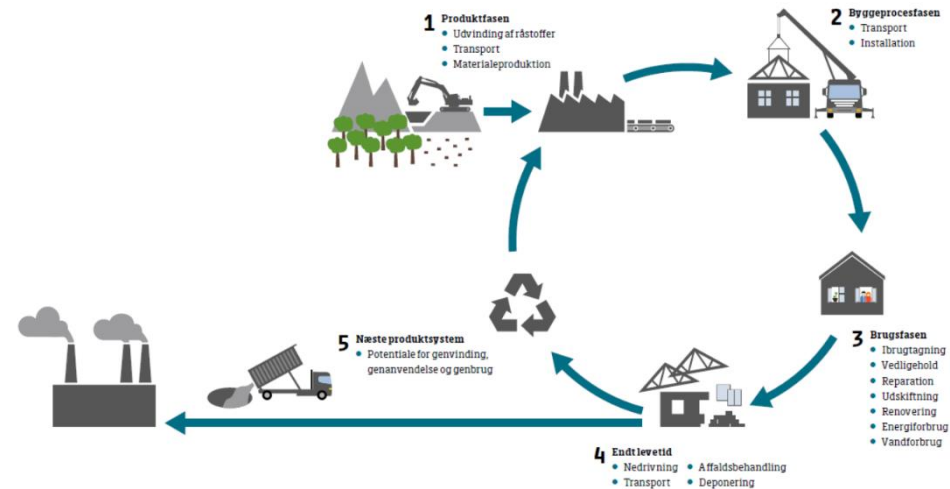 1 Produktfasen
• Udvinding af råstoffer
• Transport
• Materialeproduktion
2 Byggeprocesfasen
• Transport
• Installation
3 Brugsfasen
• Ibrugtagning
• Vedligehold
• Reparation
• Udskiftning
• Renovering
• Energiforbrug
• Vandforbrug
4 Endt levetid
• Nedrivning • Affaldsbehandling
• Transport • Deponering
5 Næste produktsystem
• Potentiale for genvinding,
genanvendelse og genbrug